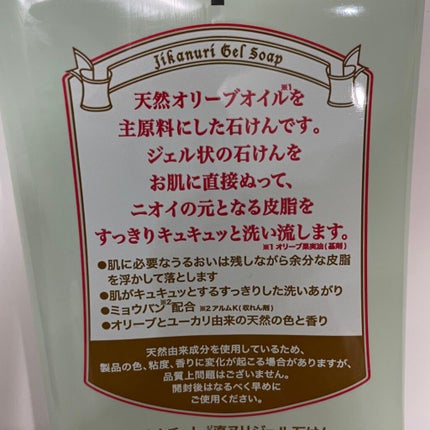 Jikanuri Gel Soap
天然オリーブオイル※1を
主原料にした石けんです。
ジェル状の石けんを
お肌に直接ぬって、
ニオイの元となる皮脂を
すっきりキュキュッと洗い流します。
※1 オリーブ果実油(基剤)
●肌に必要なうるおいは残しながら余分な皮脂
を浮かして落とします
●肌がキュキュッとするすっきりした洗いあがり
●ミョウバン※2配合 ※2 アルムK(収れん剤)
●オリーブとユーカリ由来の天然の色と香り
天然由来成分を使用しているため、
製品の色、粘度、香りに変化が起こる場合がありますが、
品質上問題はございません。
開封後はなるべく早めに
ご使用ください。
直ヌリジェル石けん